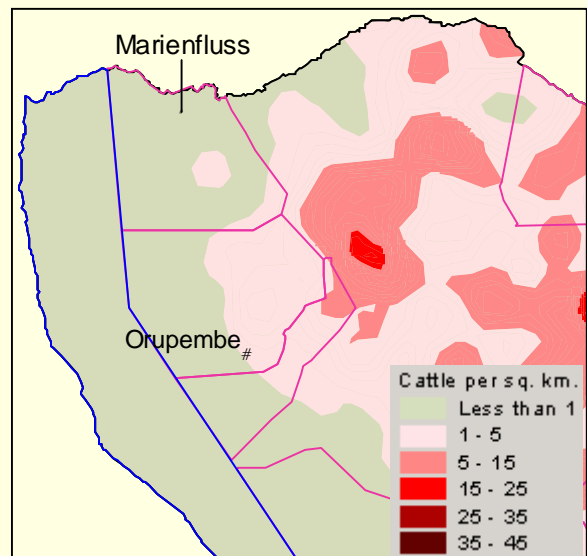 Marienfluss
Orupembe #
Cattle per sq. km.
Less than 1
1 - 5
5 - 15
15 - 25
25 - 35
35 - 45